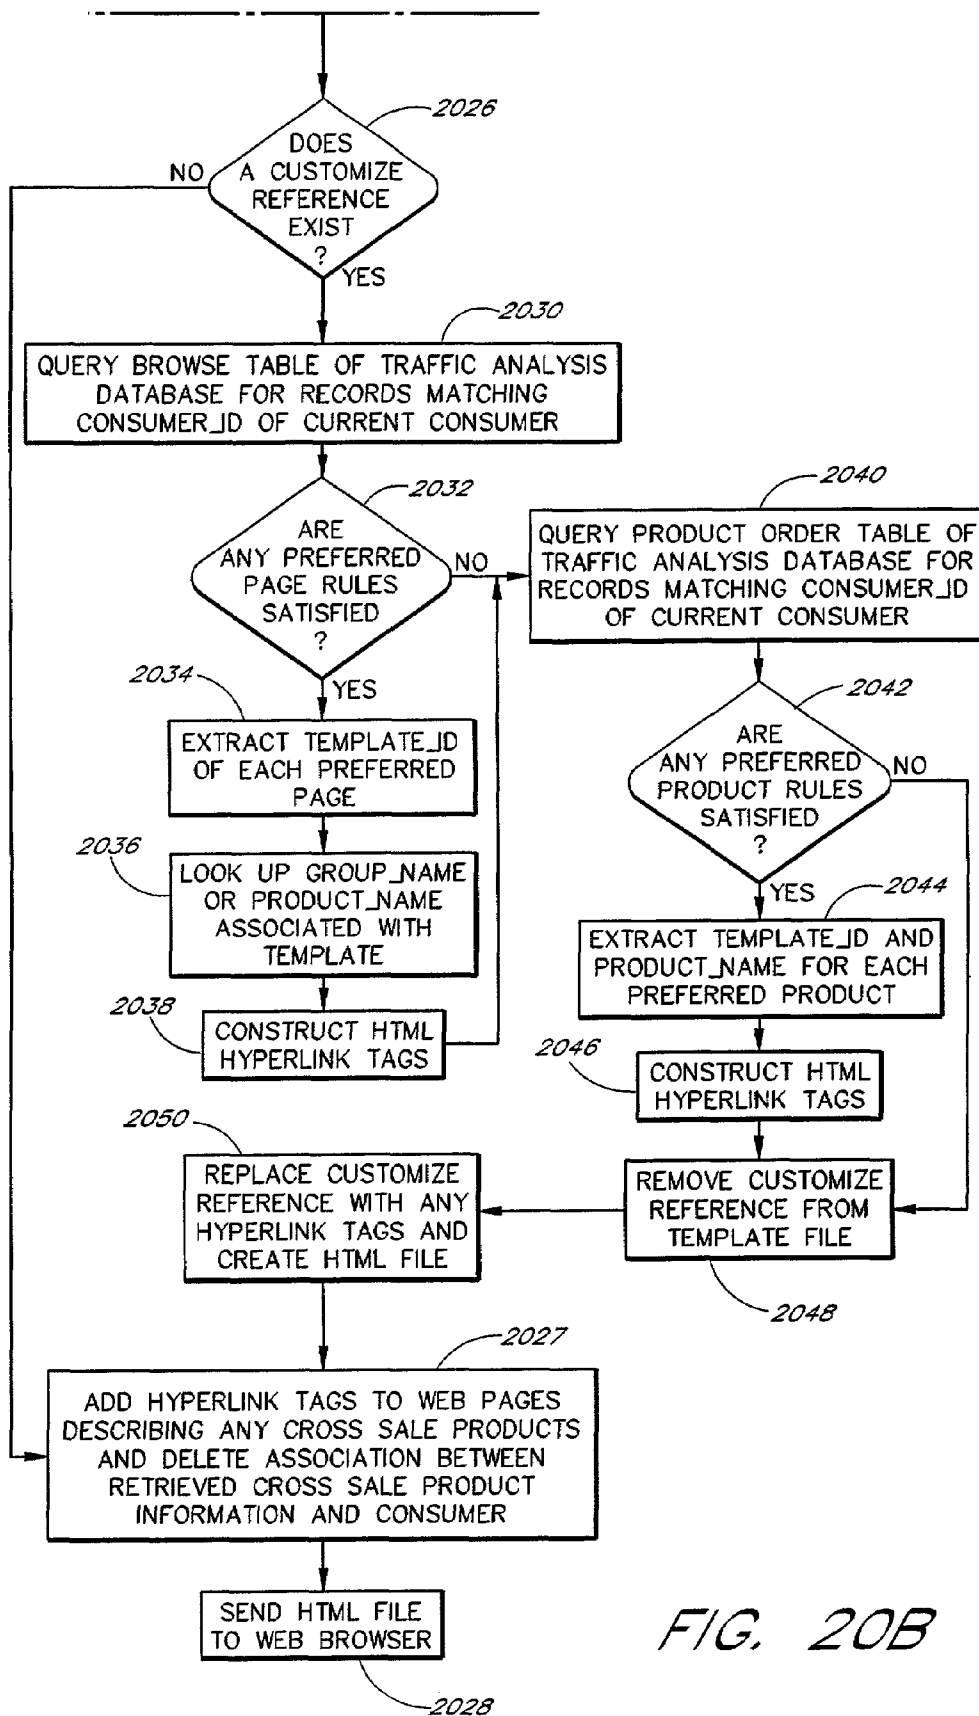 2026
DOES
A CUSTOMIZE
REFERENCE
EXIST
?
NO
YES
2030
QUERY BROWSE TABLE OF TRAFFIC ANALYSIS
DATABASE FOR RECORDS MATCHING
CONSUMER_ID OF CURRENT CONSUMER
2032
ARE
ANY PREFERRED
PAGE RULES
SATISFIED
?
NO
YES
2034
EXTRACT TEMPLATE_ID
OF EACH PREFERRED
PAGE
2036
LOOK UP GROUP_NAME
OR PRODUCT_NAME
ASSOCIATED WITH
TEMPLATE
2038
CONSTRUCT HTML
HYPERLINK TAGS
2040
QUERY PRODUCT ORDER TABLE OF
TRAFFIC ANALYSIS DATABASE FOR
RECORDS MATCHING CONSUMER_ID
OF CURRENT CONSUMER
2042
ARE
ANY PREFERRED
PRODUCT RULES
SATISFIED
?
NO
YES
2044
EXTRACT TEMPLATE_ID AND
PRODUCT_NAME FOR EACH
PREFERRED PRODUCT
2046
CONSTRUCT HTML
HYPERLINK TAGS
REMOVE CUSTOMIZE
REFERENCE FROM
TEMPLATE FILE
2048
2050
REPLACE CUSTOMIZE
REFERENCE WITH ANY
HYPERLINK TAGS AND
CREATE HTML FILE
2027
ADD HYPERLINK TAGS TO WEB PAGES
DESCRIBING ANY CROSS SALE PRODUCTS
AND DELETE ASSOCIATION BETWEEN
RETRIEVED CROSS SALE PRODUCT
INFORMATION AND CONSUMER
SEND HTML FILE
TO WEB BROWSER
2028
FIG. 20B